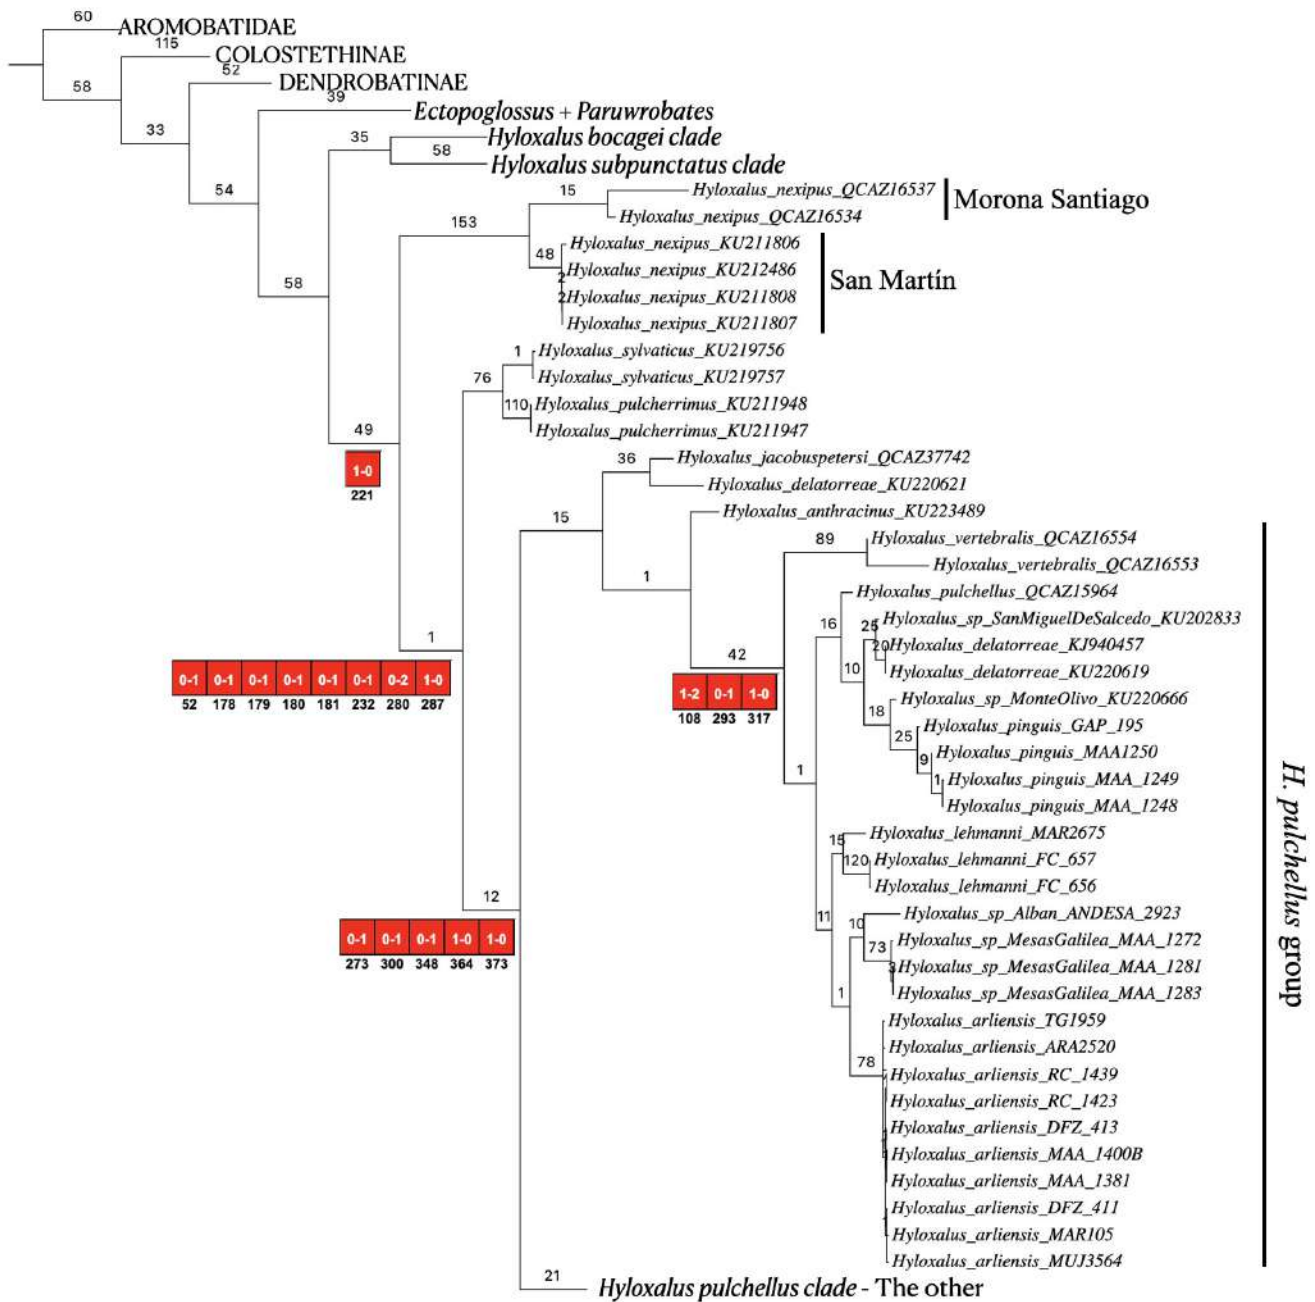 60
AROMOBATIDAE
115
COLOSTETHINAE
58
52
DENDROBATINAE
39
Ectopoglossus + Paruwrobates
33
35
Hyloxalus bocagei clade
58
Hyloxalus subpunctatus clade
54
15
Hyloxalus_nexipus_QCAZ16537
Morona Santiago
Hyloxalus_nexipus_QCAZ16534
153
Hyloxalus_nexipus_KU211806
48
Hyloxalus_nexipus_KU212486
2
San Martín
58
2
Hyloxalus_nexipus_KU211808
Hyloxalus_nexipus_KU211807
1
Hyloxalus_sylvaticus_KU219756
76
Hyloxalus_sylvaticus_KU219757
110
Hyloxalus_pulcherrimus_KU211948
49
Hyloxalus_pulcherrimus_KU211947
1-0
221
36
Hyloxalus_jacobuspetersi_QCAZ37742
Hyloxalus_delatorreae_KU220621
15
Hyloxalus_anthracinus_KU223489
89
Hyloxalus_vertebralis_QCAZ16554
Hyloxalus_vertebralis_QCAZ16553
1
Hyloxalus_pulchellus_QCAZ15964
16
25
Hyloxalus_sp_SanMiguelDeSalcedo_KU202833
1
20
Hyloxalus_delatorreae_KJ940457
42
10
Hyloxalus_delatorreae_KU220619
0-1 0-1 0-1 0-1 0-1 0-1 0-2 1-0
52 178 179 180 181 232 280 287
1-2 0-1 1-0
108 293 317
18
Hyloxalus_sp_MonteOlivo_KU220666
25
Hyloxalus_pinguis_GAP_195
9
Hyloxalus_pinguis_MAA1250
1
1
Hyloxalus_pinguis_MAA_1249
Hyloxalus_pinguis_MAA_1248
H. pulchellus group
15
Hyloxalus_lehmanni_MAR2675
120
Hyloxalus_lehmanni_FC_657
Hyloxalus_lehmanni_FC_656
12
11
10
Hyloxalus_sp_Alban_ANDESA_2923
0-1 0-1 0-1 1-0 1-0
273 300 348 364 373
73
Hyloxalus_sp_MesasGalilea_MAA_1272
3
Hyloxalus_sp_MesasGalilea_MAA_1281
1
Hyloxalus_sp_MesasGalilea_MAA_1283
Hyloxalus_arliensis_TG1959
Hyloxalus_arliensis_ARA2520
78
Hyloxalus_arliensis_RC_1439
Hyloxalus_arliensis_RC_1423
Hyloxalus_arliensis_DFZ_413
Hyloxalus_arliensis_MAA_1400B
Hyloxalus_arliensis_MAA_1381
Hyloxalus_arliensis_DFZ_411
Hyloxalus_arliensis_MAR105
Hyloxalus_arliensis_MUJ3564
21
Hyloxalus pulchellus clade - The other